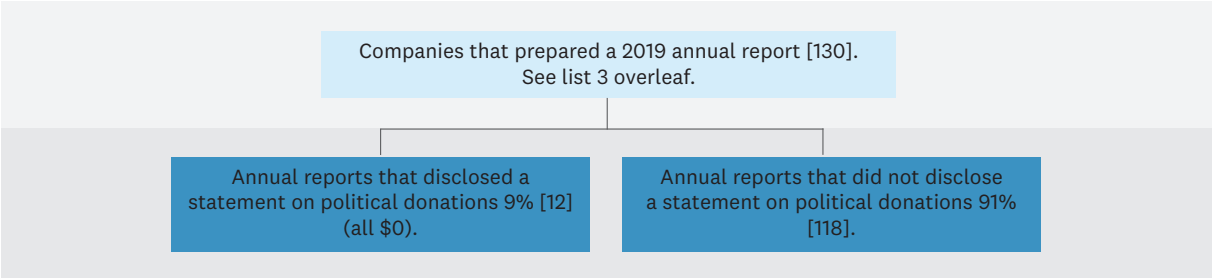 Companies that prepared a 2019 annual report [130].
See list 3 overleaf.
Annual reports that disclosed a
statement on political donations 9% [12]
(all $0).
Annual reports that did not disclose
a statement on political donations 91%
[118].